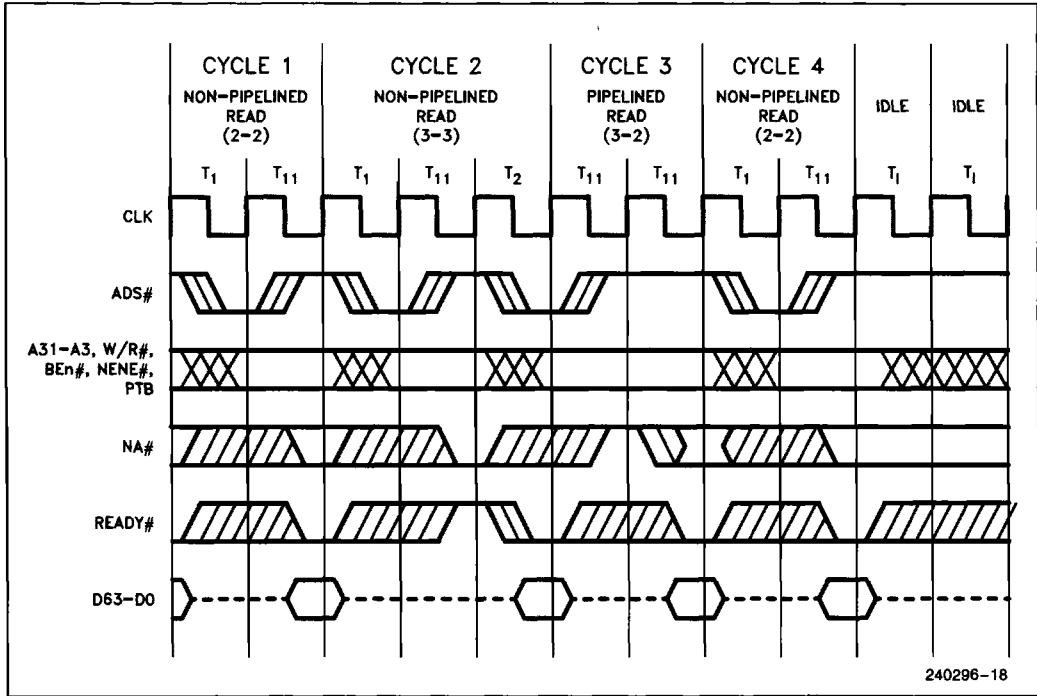 CYCLE 1
NON-PIPELINED
READ
(2-2)
CYCLE 2
NON-PIPELINED
READ
(3-3)
CYCLE 3
PIPELINED
READ
(3-2)
CYCLE 4
NON-PIPELINED
READ
(2-2)
IDLE
IDLE
T1 T11 T1 T11 T2 T11 T11 T1 T11 TI TI
CLK
ADS#
A31-A3, W/R#,
BEn#, NENE#,
PTB
NA#
READY#
D63-D0
240296-18